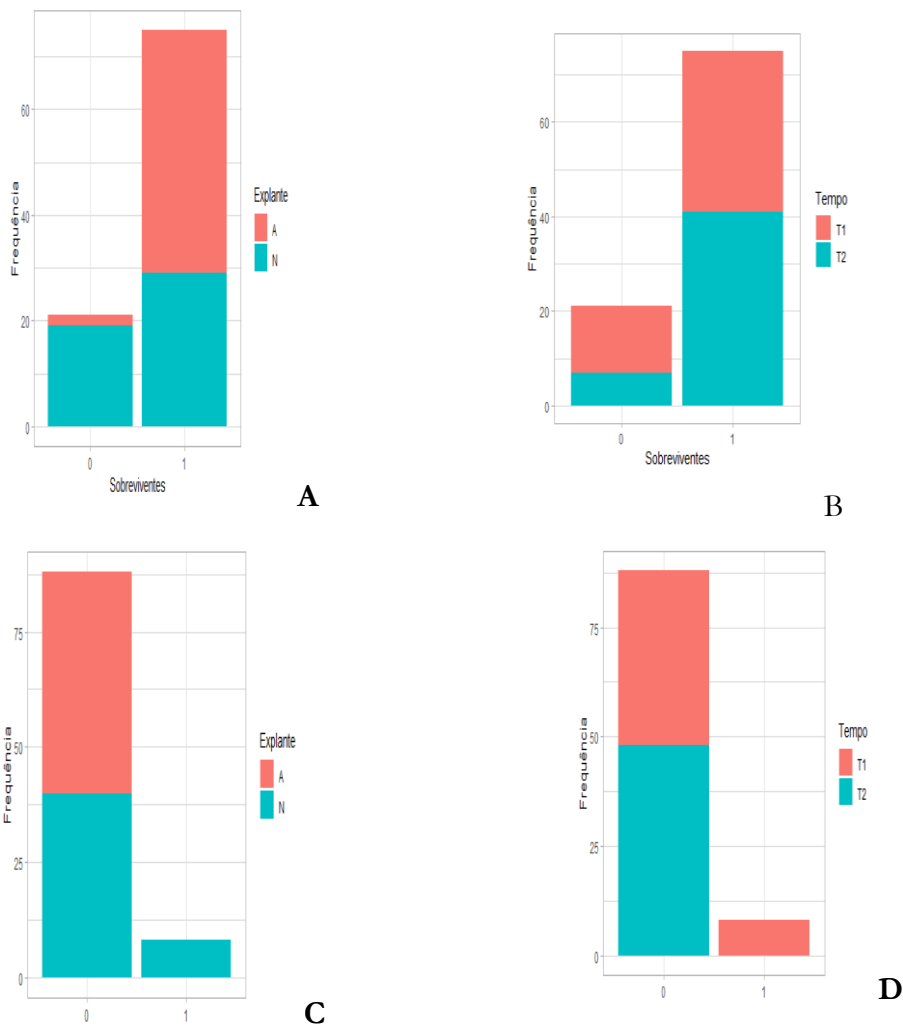 Frequência
60
40
20
0
0 1
Sobreviventes
Explante
A
N
A
Frequência
60
40
20
0
0 1
Sobreviventes
Tempo
T1
T2
B
Frequência
75
50
25
0
0 1
Explante
A
N
C
Frequência
75
50
25
0
0 1
Tempo
T1
T2
D